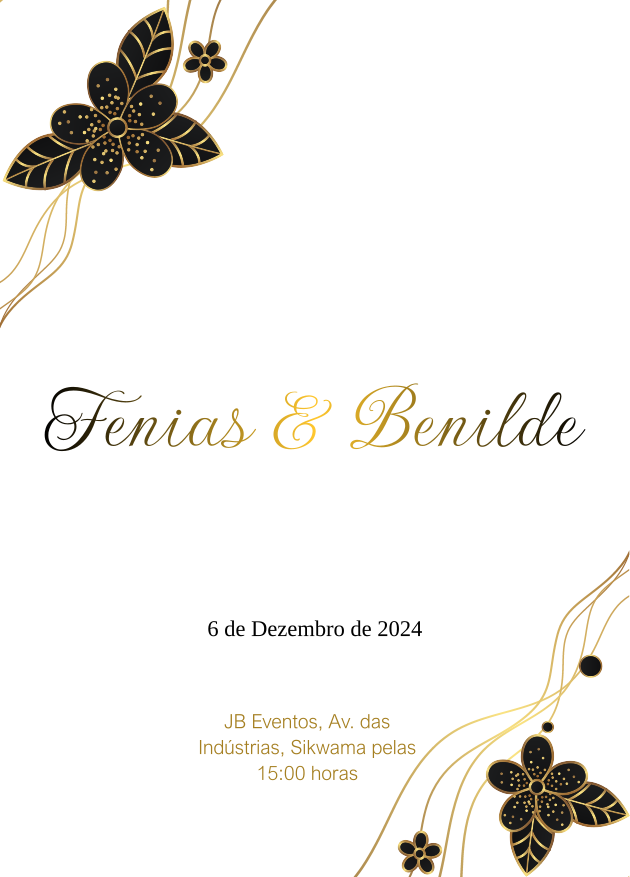 Fenias & Benilde
6 de Dezembro de 2024
JB Eventos, Av. das
Indústrias, Sikwama pelas
15:00 horas